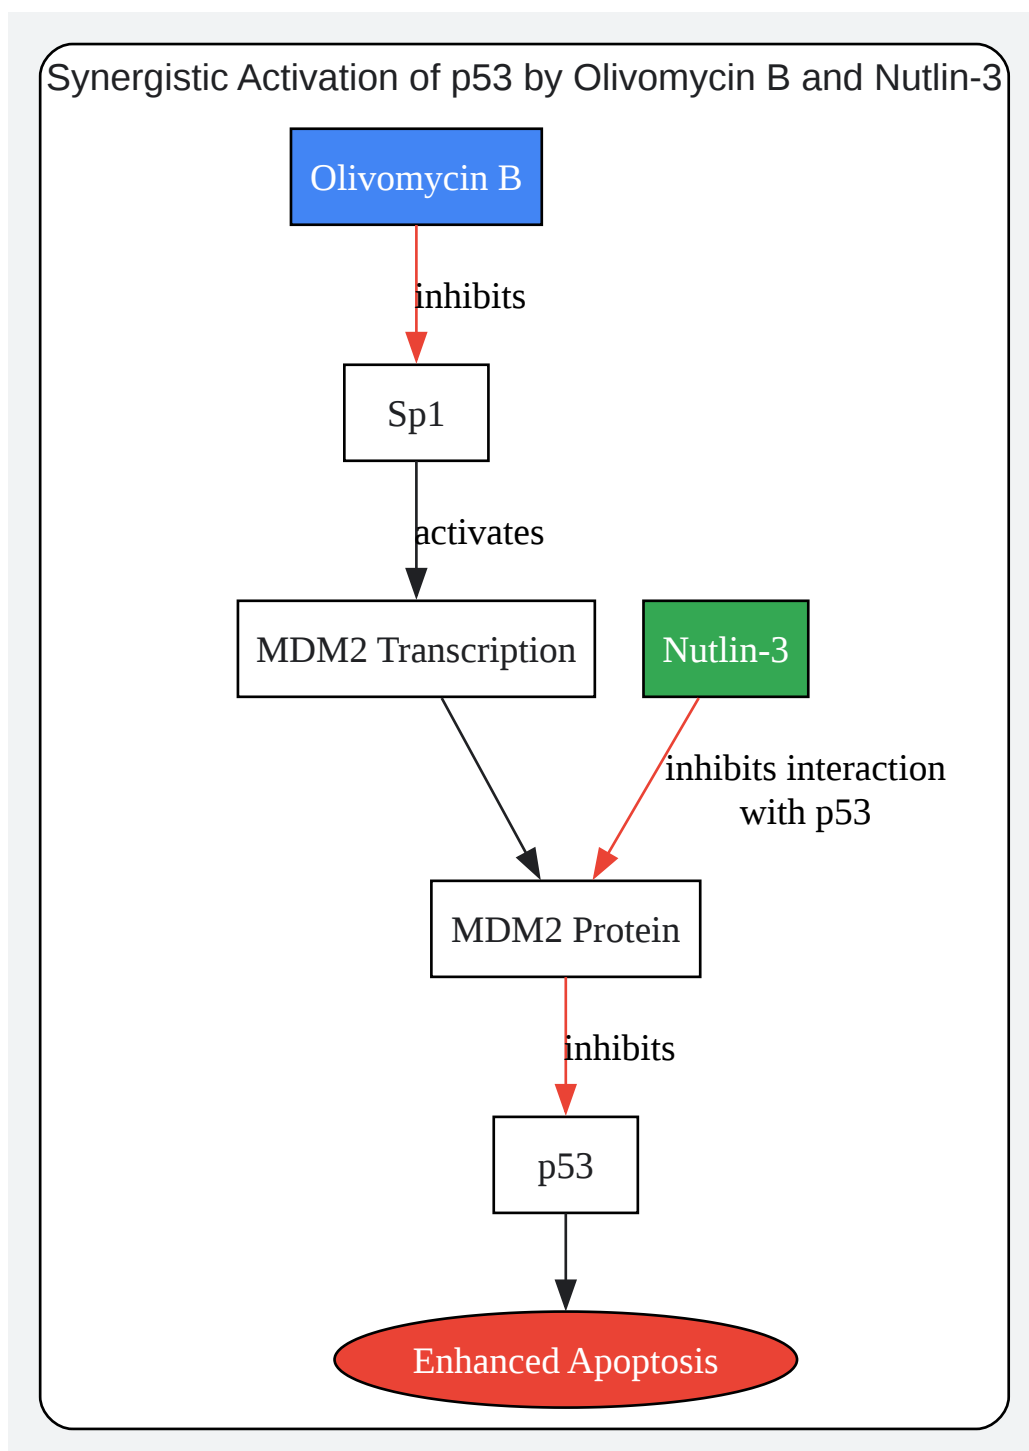 Synergistic Activation of p53 by Olivomycin B and Nutlin-3
Olivomycin B
inhibits
Sp1
activates
MDM2 Transcription
Nutlin-3
inhibits interaction
with p53
MDM2 Protein
inhibits
p53
Enhanced Apoptosis